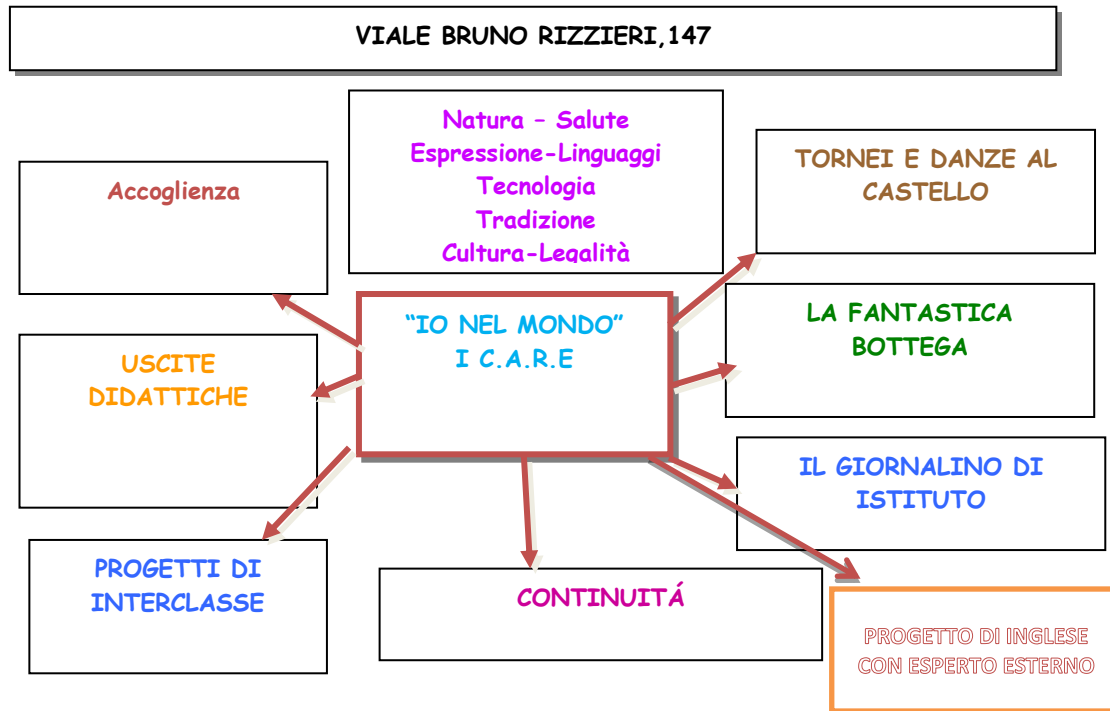 VIALE BRUNO RIZZIERI,147
Natura – Salute
Espressione-Linguaggi
Tecnologia
Tradizione
Cultura-Legalità
Accoglienza
TORNEI E DANZE AL
CASTELLO
"IO NEL MONDO"
I C.A.R.E
LA FANTASTICA
BOTTEGA
USCITE
DIDATTICHE
IL GIORNALINO DI
ISTITUTO
PROGETTI DI
INTERCLASSE
CONTINUITÁ
PROGETTO DI INGLESE
CON ESPERTO ESTERNO